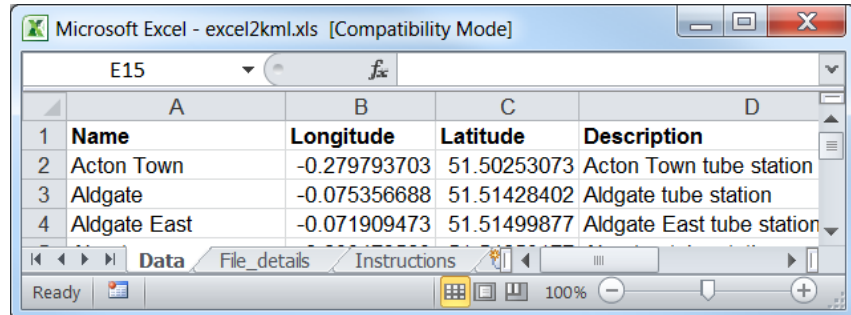 Microsoft Excel - excel2kml.xls [Compatibility Mode]
E15 fx
A B C D
1 Name Longitude Latitude Description
2 Acton Town -0.279793703 51.50253073 Acton Town tube station
3 Aldgate -0.075356688 51.51428402 Aldgate tube station
4 Aldgate East -0.071909473 51.51499877 Aldgate East tube station
Data File_details Instructions
Ready 100%